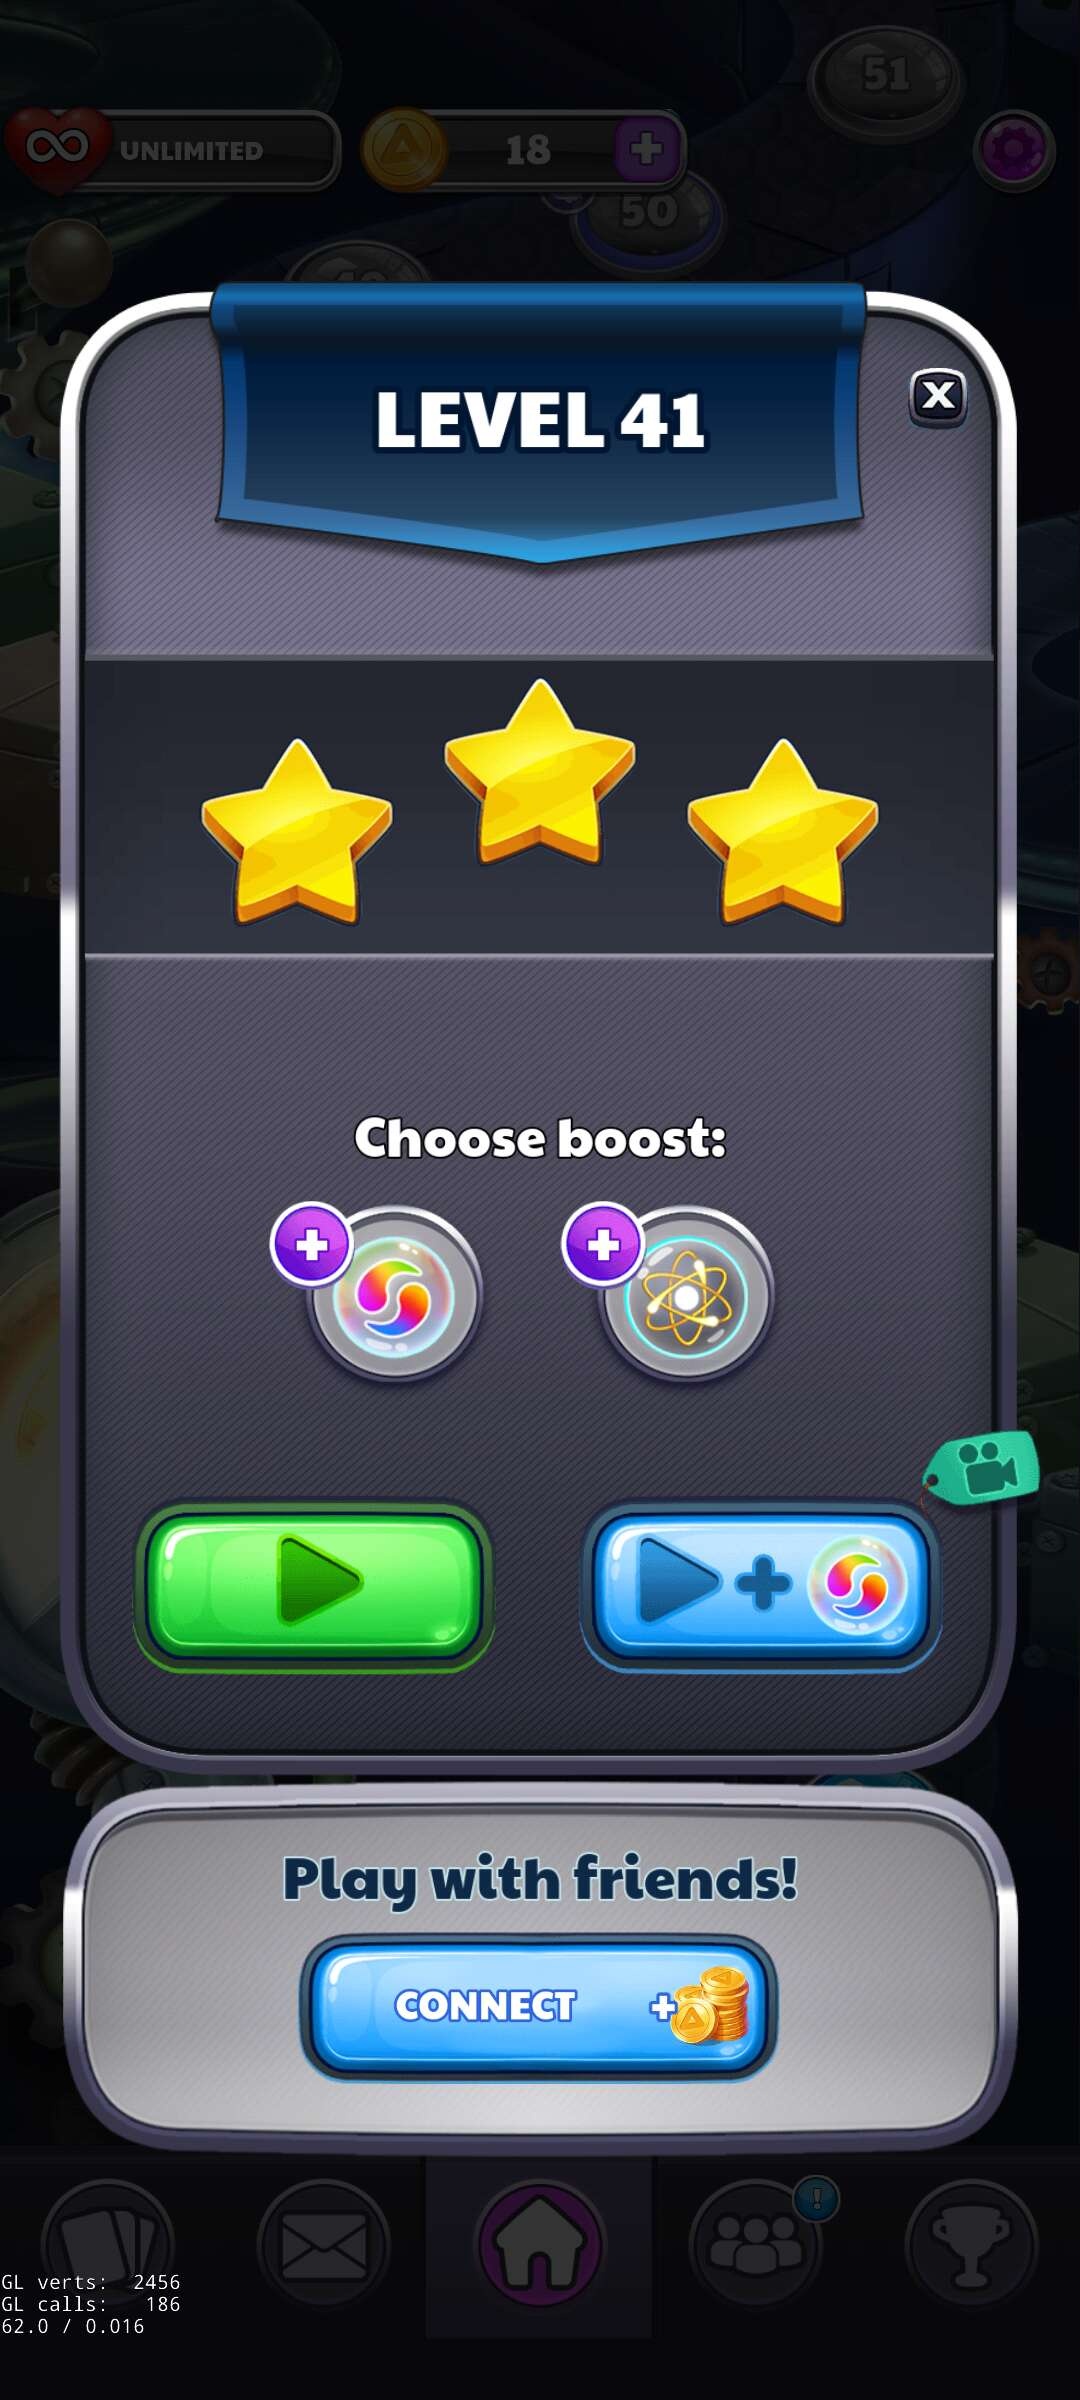 51
UNLIMITED
18
50
LEVEL 41
X
Choose boost:
Play with friends!
CONNECT +
!
GL verts: 2456
GL calls: 186
62.0 / 0.016